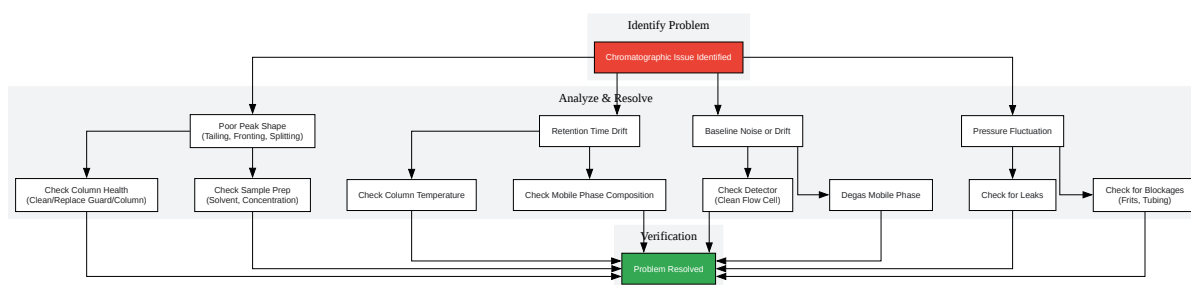 Identify Problem
Chromatographic Issue Identified
Analyze & Resolve
Poor Peak Shape
(Tailing, Fronting, Splitting)
Retention Time Drift
Baseline Noise or Drift
Pressure Fluctuation
Check Column Health
(Clean/Replace Guard/Column)
Check Sample Prep
(Solvent, Concentration)
Check Column Temperature
Check Mobile Phase Composition
Check Detector
(Clean Flow Cell)
Degas Mobile Phase
Check for Leaks
Check for Blockages
(Frits, Tubing)
Verification
Problem Resolved